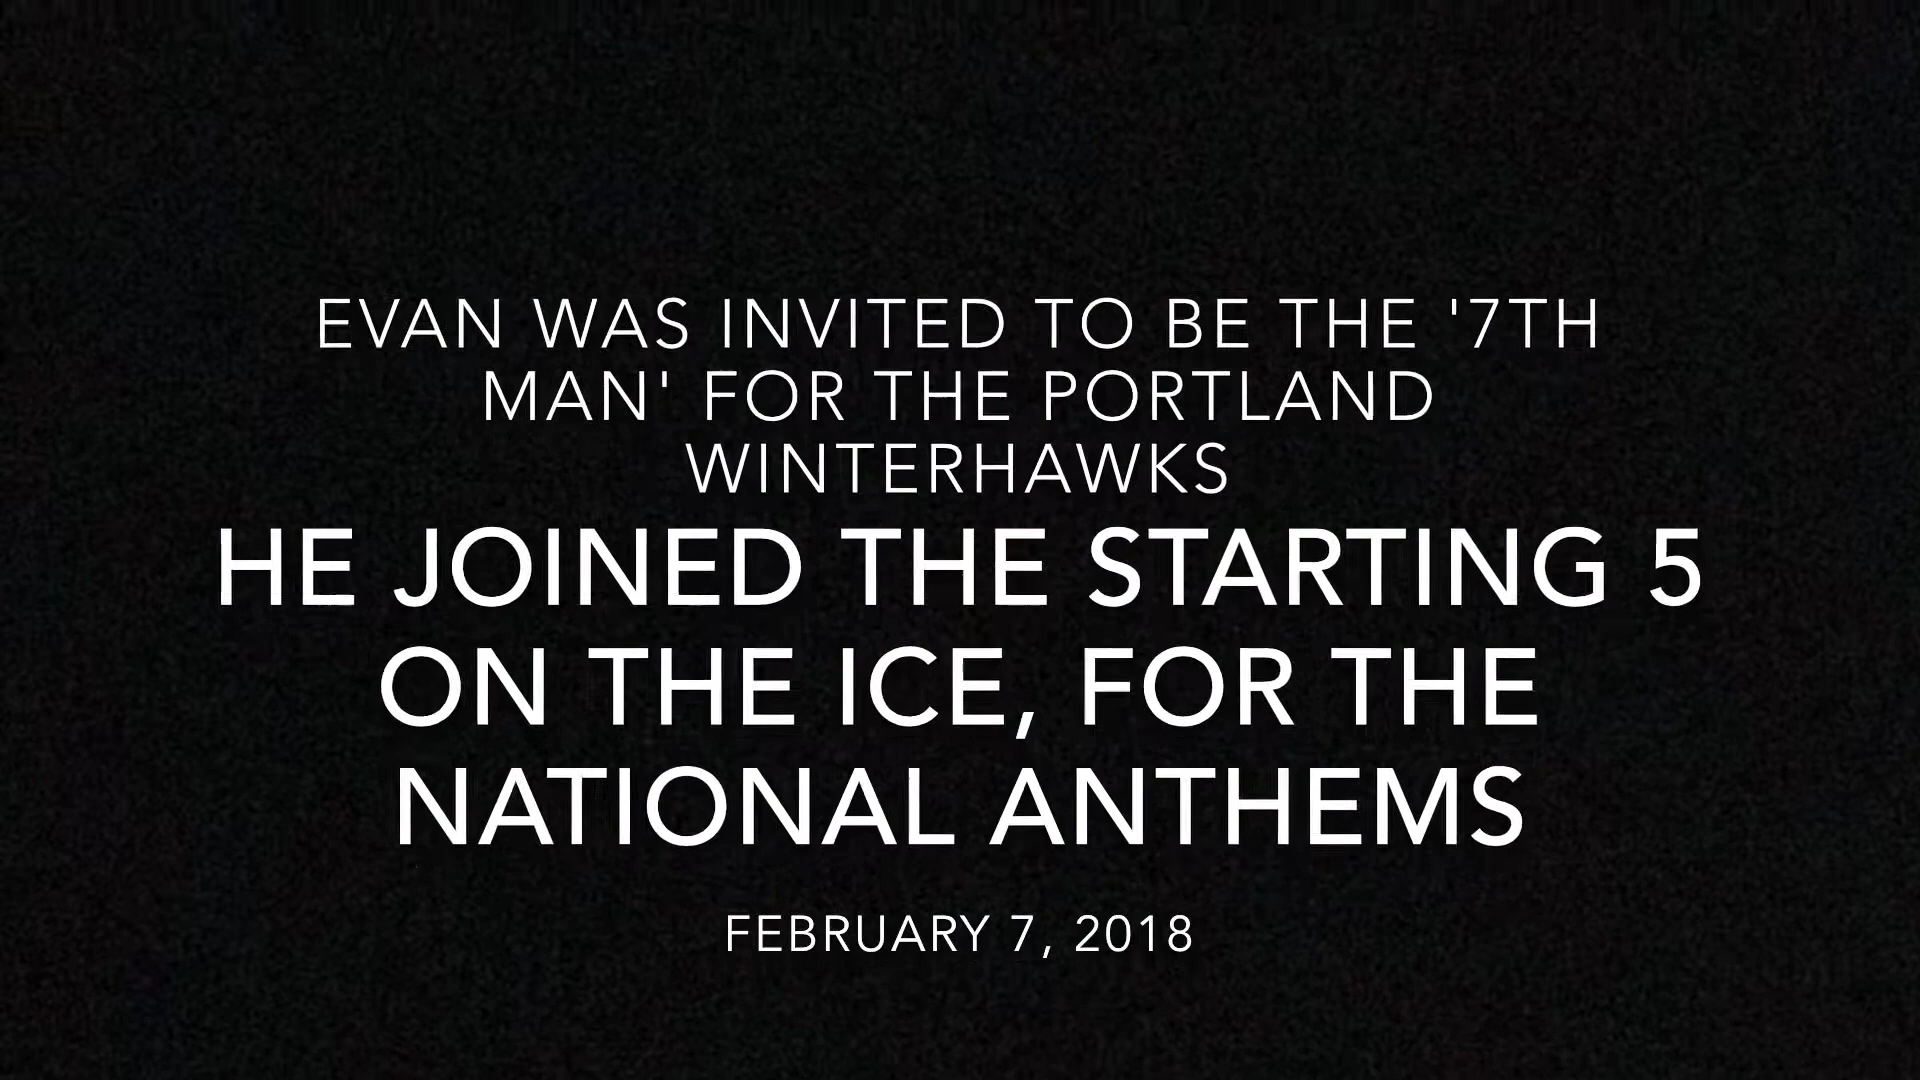 EVAN WAS INVITED TO BE THE '7TH
MAN' FOR THE PORTLAND
WINTERHAWKS
HE JOINED THE STARTING 5
ON THE ICE, FOR THE
NATIONAL ANTHEMS
FEBRUARY 7, 2018